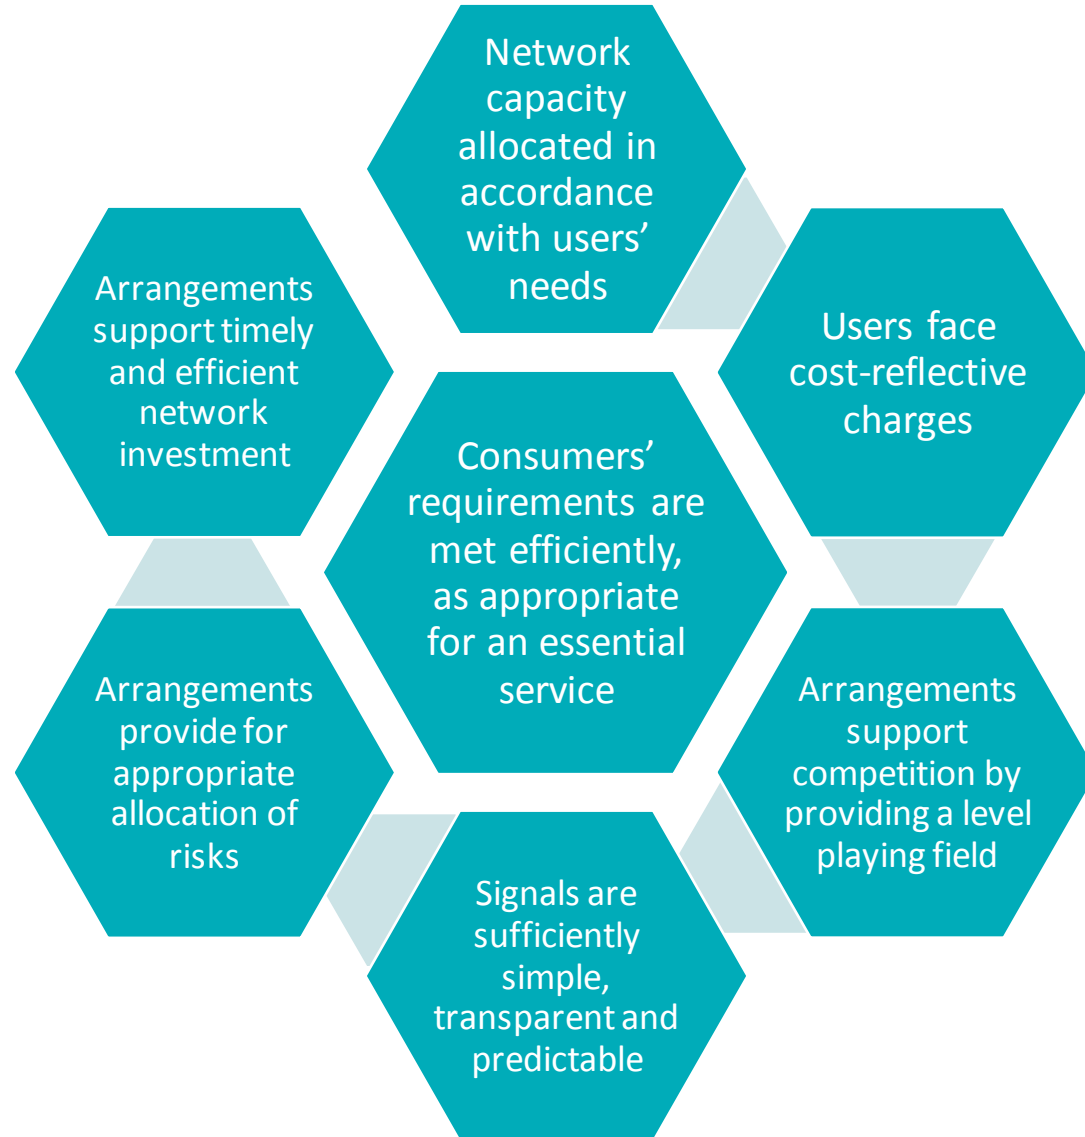 Network
capacity
allocated in
accordance
with users’
needs
Users face
cost-reflective
charges
Arrangements
support
competition by
providing a level
playing field
Signals are
sufficiently
simple,
transparent and
predictable
Arrangements
provide for
appropriate
allocation of
risks
Arrangements
support timely
and efficient
network
investment
Consumers’
requirements are
met efficiently,
as appropriate
for an essential
service